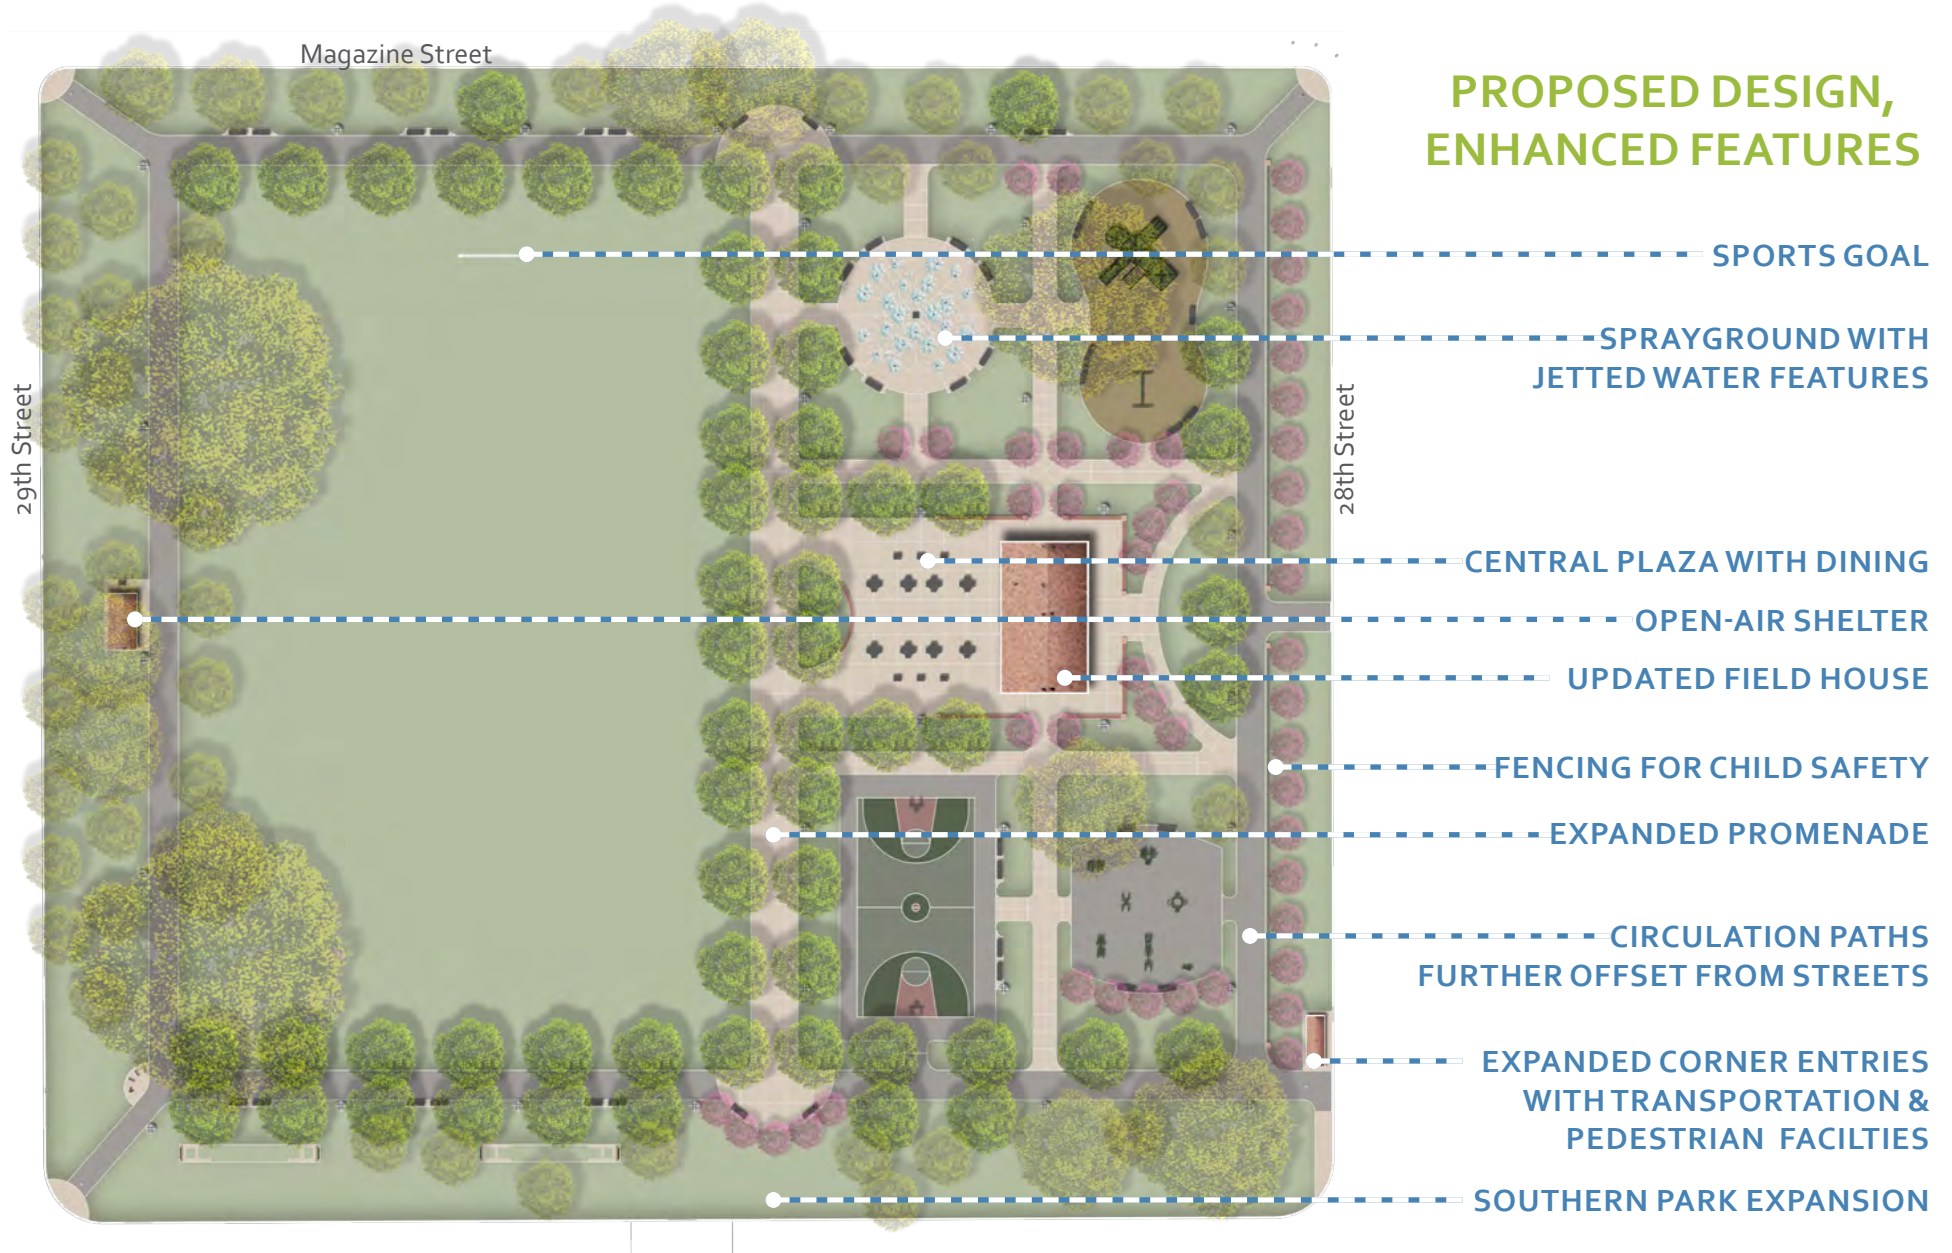 Magazine Street
PROPOSED DESIGN,
ENHANCED FEATURES
29th Street
28th Street
SPORTS GOAL
SPRAYGROUND WITH
JETTED WATER FEATURES
CENTRAL PLAZA WITH DINING
OPEN-AIR SHELTER
UPDATED FIELD HOUSE
FENCING FOR CHILD SAFETY
EXPANDED PROMENADE
CIRCULATION PATHS
FURTHER OFFSET FROM STREETS
EXPANDED CORNER ENTRIES
WITH TRANSPORTATION &
PEDESTRIAN FACILTIES
SOUTHERN PARK EXPANSION